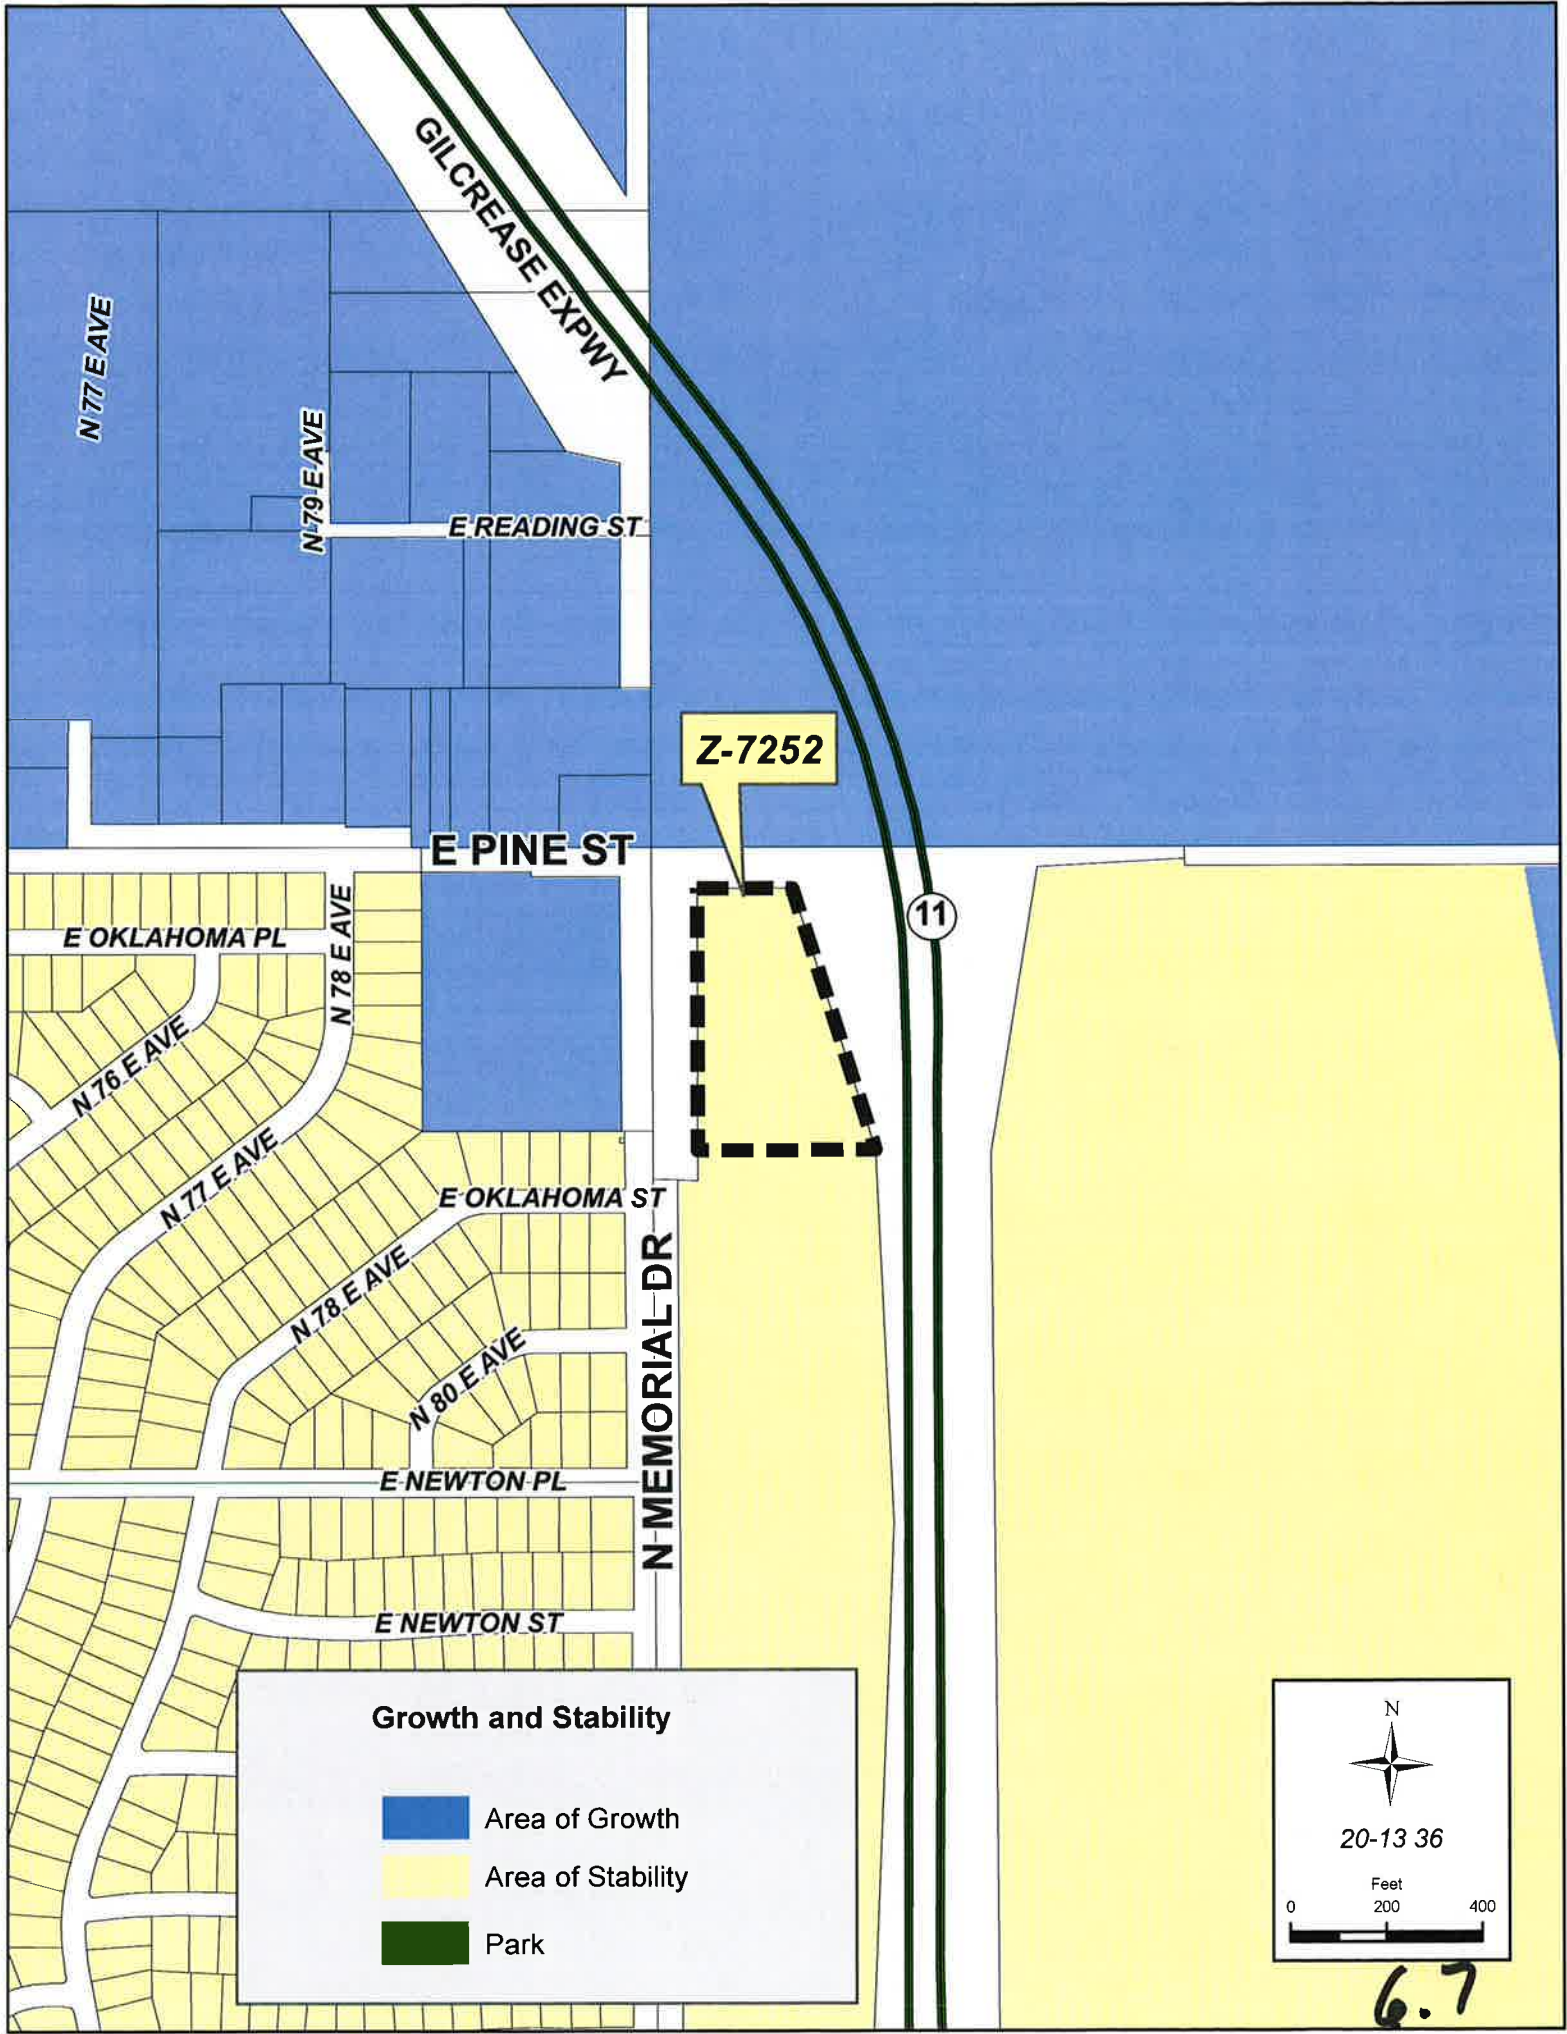 GILCREASE EXPWY
N 77 E AVE
N 79 E AVE
E READING ST
Z-7252
E PINE ST
11
E OKLAHOMA PL
N 78 E AVE
N 76 E AVE
N 77 E AVE
E OKLAHOMA ST
N 78 E AVE
N MEMORIAL DR
N 80 E AVE
E NEWTON PL
E NEWTON ST
Growth and Stability
Area of Growth
Area of Stability
Park
N
20-13 36
Feet
0 200 400
6.7